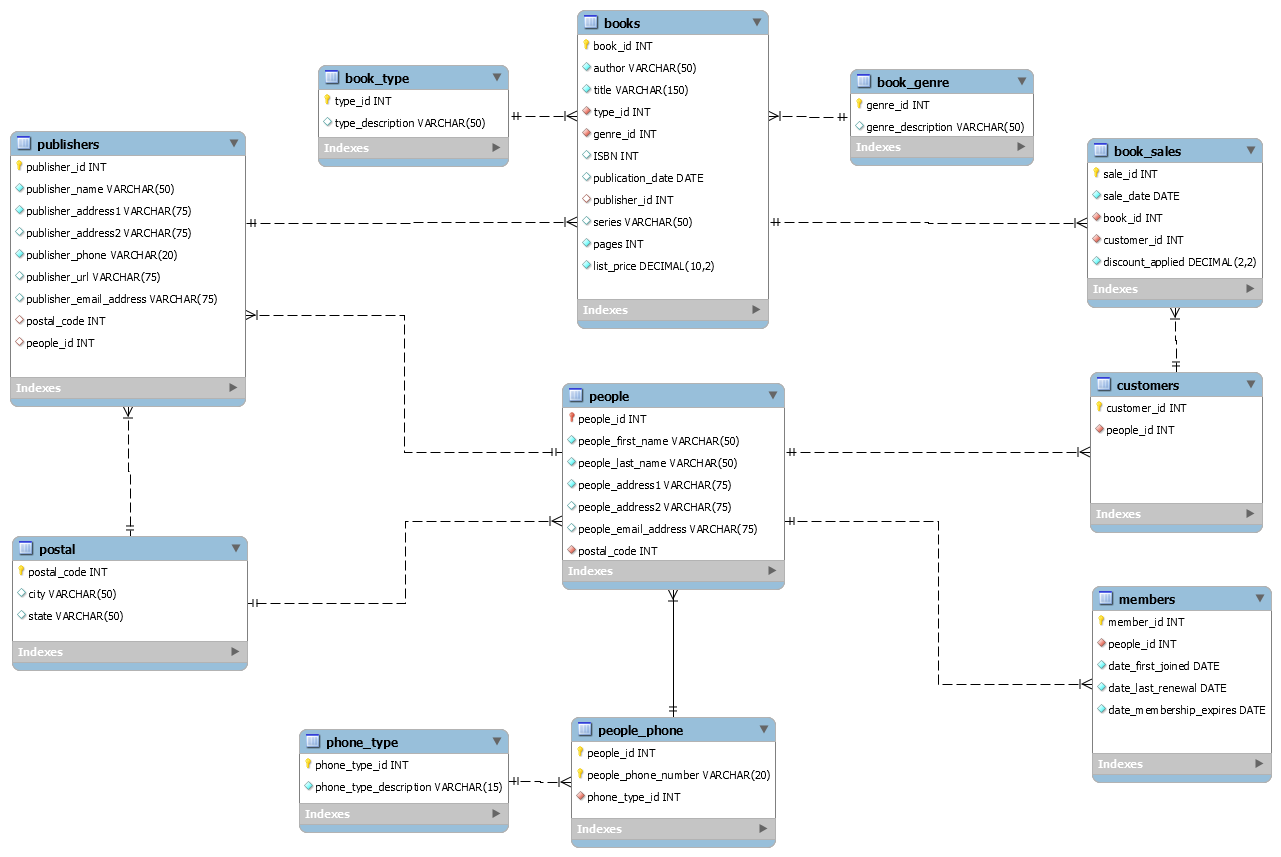 books
book_id INT
author VARCHAR(50)
title VARCHAR(150)
type_id INT
genre_id INT
ISBN INT
publication_date DATE
publisher_id INT
series VARCHAR(50)
pages INT
list_price DECIMAL(10,2)
Indexes
book_type
type_id INT
type_description VARCHAR(50)
Indexes
book_genre
genre_id INT
genre_description VARCHAR(50)
Indexes
publishers
publisher_id INT
publisher_name VARCHAR(50)
publisher_address1 VARCHAR(75)
publisher_address2 VARCHAR(75)
publisher_phone VARCHAR(20)
publisher_url VARCHAR(75)
publisher_email_address VARCHAR(75)
postal_code INT
people_id INT
Indexes
book_sales
sale_id INT
sale_date DATE
book_id INT
customer_id INT
discount_applied DECIMAL(2,2)
Indexes
people
people_id INT
people_first_name VARCHAR(50)
people_last_name VARCHAR(50)
people_address1 VARCHAR(75)
people_address2 VARCHAR(75)
people_email_address VARCHAR(75)
postal_code INT
Indexes
customers
customer_id INT
people_id INT
Indexes
postal
postal_code INT
city VARCHAR(50)
state VARCHAR(50)
Indexes
members
member_id INT
people_id INT
date_first_joined DATE
date_last_renewal DATE
date_membership_expires DATE
Indexes
phone_type
phone_type_id INT
phone_type_description VARCHAR(15)
Indexes
people_phone
people_id INT
people_phone_number VARCHAR(20)
phone_type_id INT
Indexes